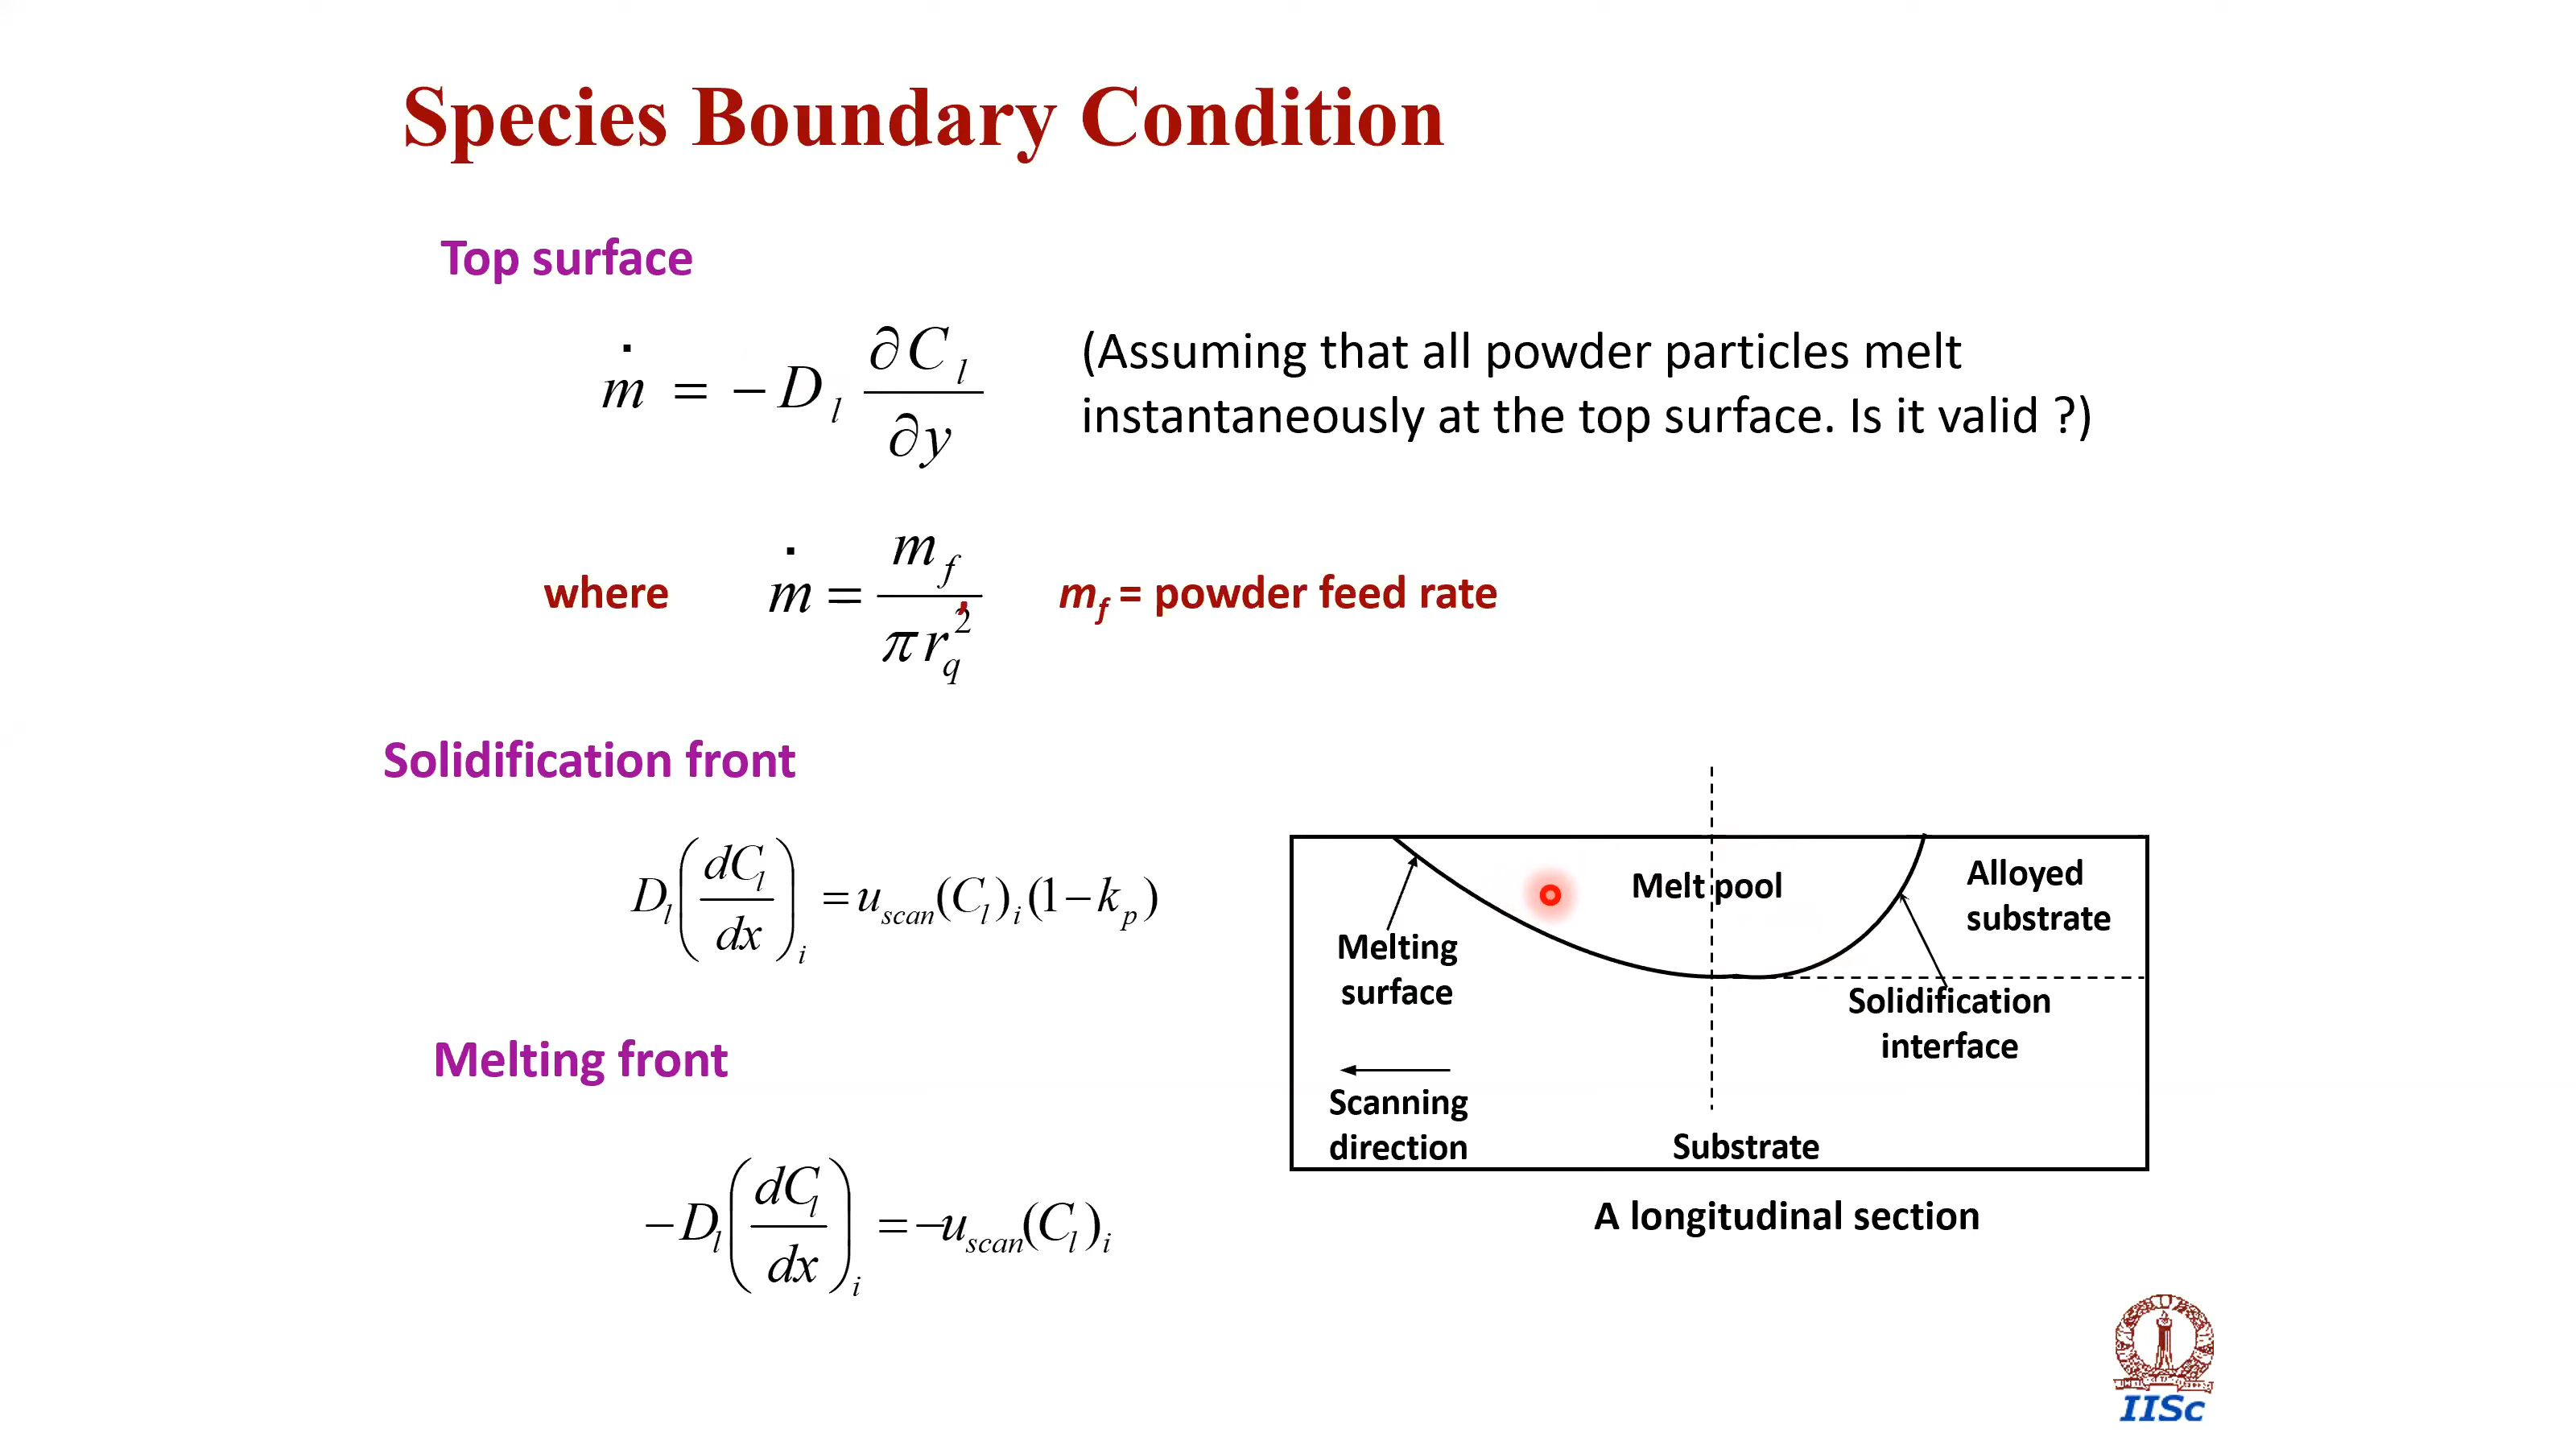 Species Boundary Condition
Top surface
ṁ = − D_l ∂C_l / ∂y
(Assuming that all powder particles melt
instantaneously at the top surface. Is it valid ?)
where ṁ = m_f / π r_q^2 m_f = powder feed rate
Solidification front
D_l (dC_l / dx)_i = u_scan (C_l)_i (1 − k_p)
Melting front
− D_l (dC_l / dx)_i = −u_scan (C_l)_i
Melt pool
Alloyed
substrate
Melting
surface
Solidification
interface
Scanning
direction
Substrate
A longitudinal section
IISc